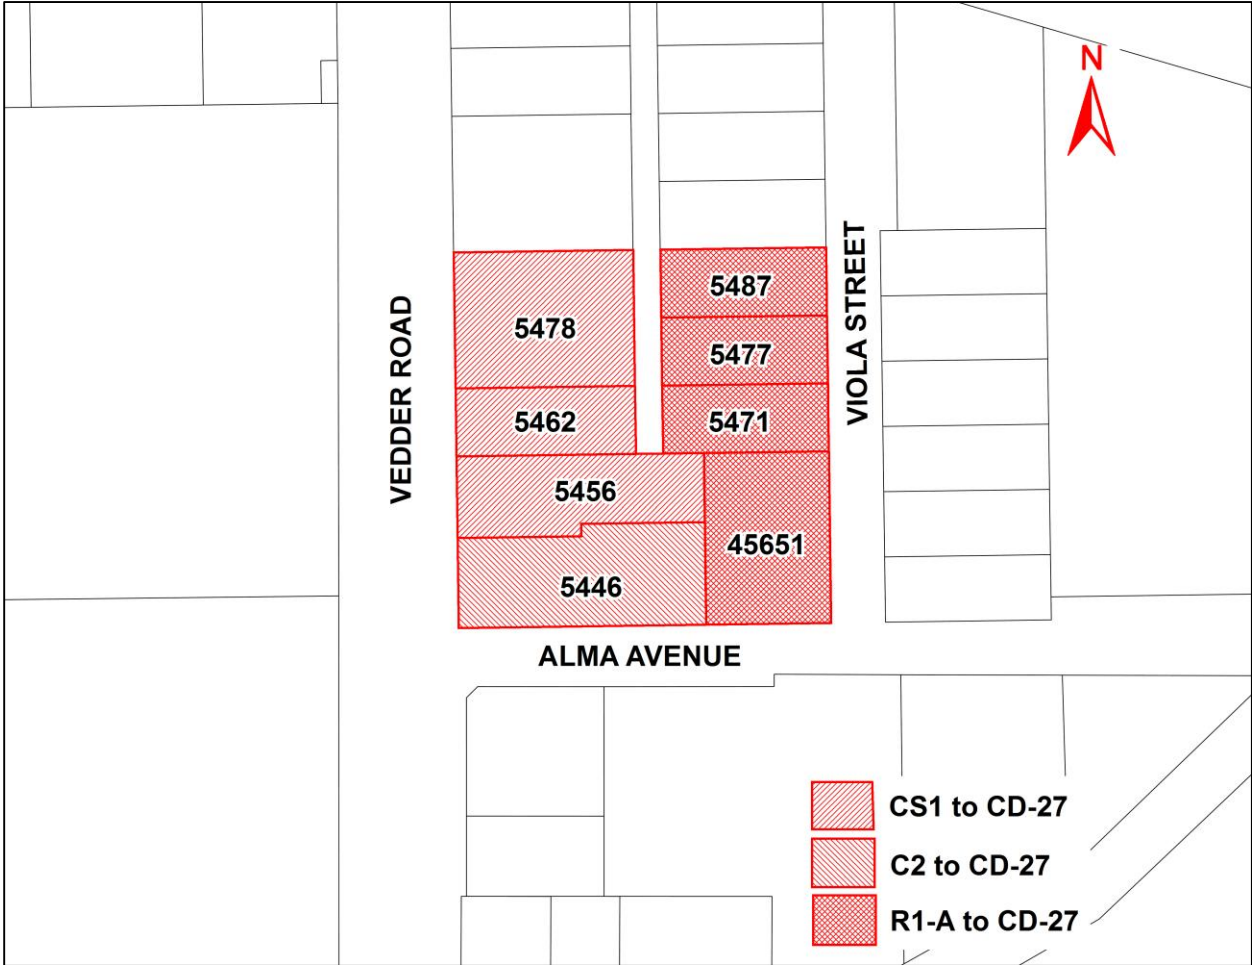 N
VEDDER ROAD
VIOLA STREET
5478
5487
5477
5462
5471
5456
45651
5446
ALMA AVENUE
CS1 to CD-27
C2 to CD-27
R1-A to CD-27